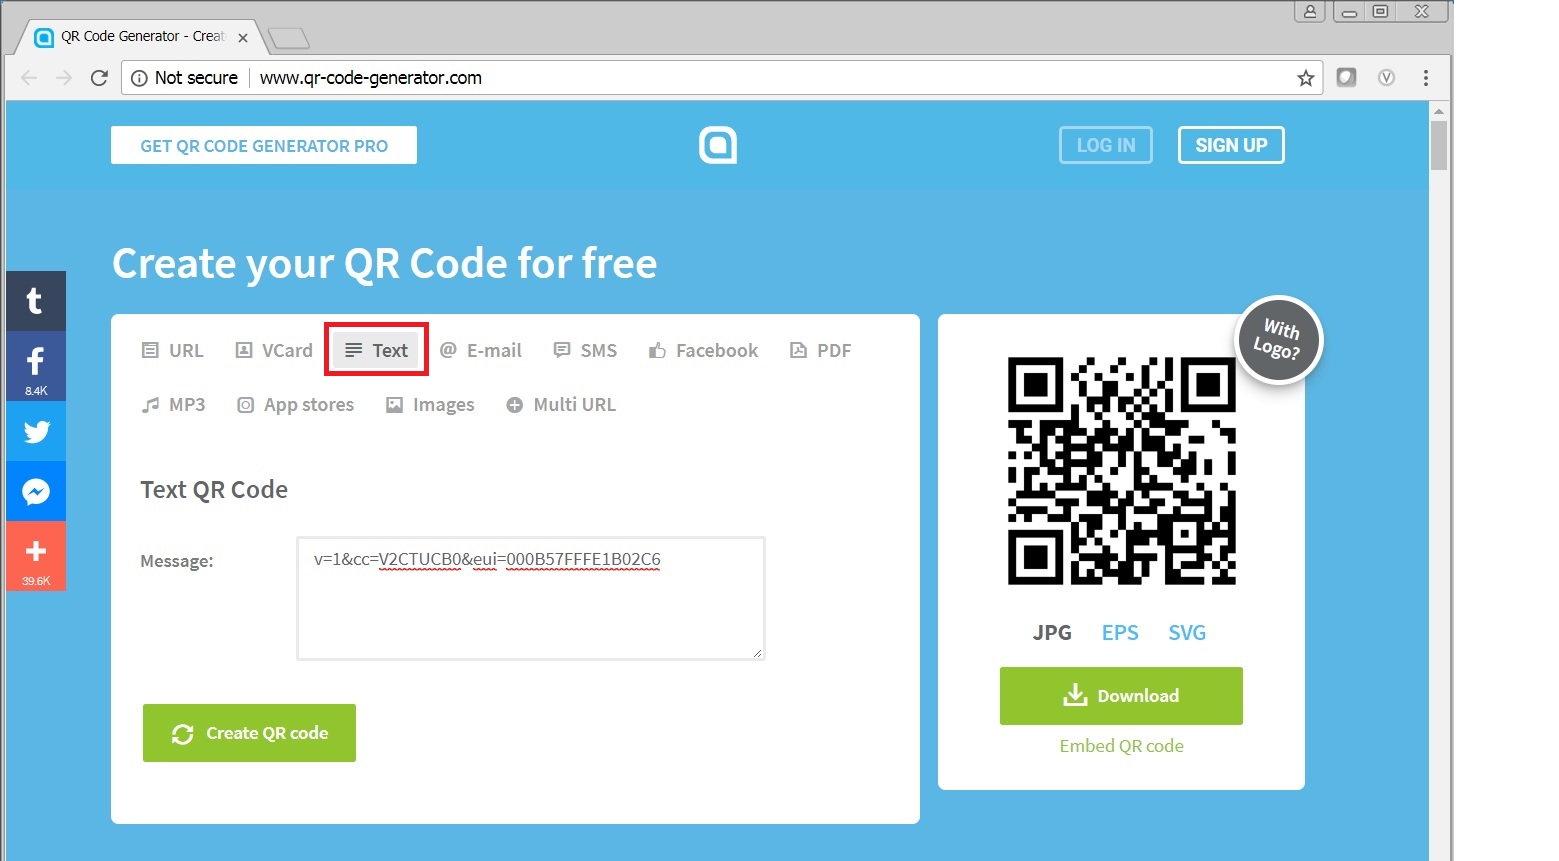 QR Code Generator - Creat
Not secure www.qr-code-generator.com
GET QR CODE GENERATOR PRO
LOG IN
SIGN UP
Create your QR Code for free
t
8.4K
39.6K
URL VCard Text E-mail SMS Facebook PDF
MP3 App stores Images Multi URL
Text QR Code
Message:
v=1&cc=V2CTUCB0&eui=000B57FFFE1B02C6
Create QR code
With
Logo?
JPG EPS SVG
Download
Embed QR code